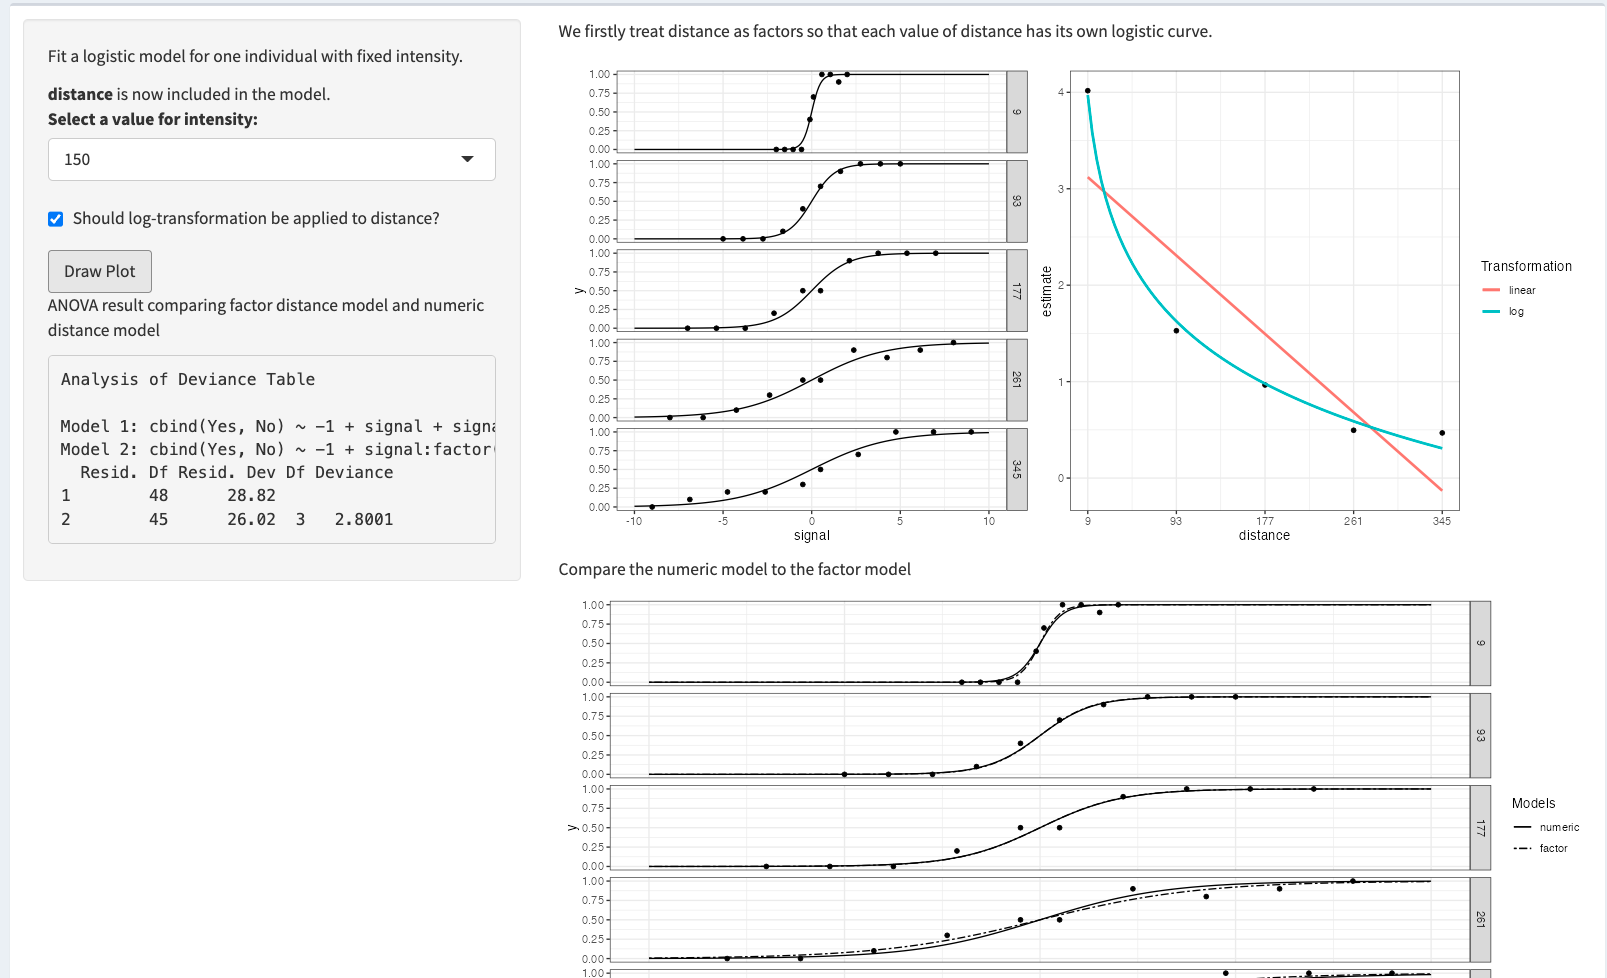 Fit a logistic model for one individual with fixed intensity.
distance is now included in the model.
Select a value for intensity:
150
Should log-transformation be applied to distance?
Draw Plot
ANOVA result comparing factor distance model and numeric
distance model
Analysis of Deviance Table
Model 1: cbind(Yes, No) ~ -1 + signal + signa
Model 2: cbind(Yes, No) ~ -1 + signal:factor(
Resid. Df Resid. Dev Df Deviance
1 48 28.82
2 45 26.02 3 2.8001
We firstly treat distance as factors so that each value of distance has its own logistic curve.
1.00
0.75
0.50
0.25
0.00
9
1.00
0.75
0.50
0.25
0.00
93
1.00
0.75
0.50
0.25
0.00
177
1.00
0.75
0.50
0.25
0.00
261
1.00
0.75
0.50
0.25
0.00
345
y
-10 -5 0 5 10
signal
4
3
2
1
0
estimate
9 93 177 261 345
distance
Transformation
linear
log
Compare the numeric model to the factor model
1.00
0.75
0.50
0.25
0.00
9
1.00
0.75
0.50
0.25
0.00
93
1.00
0.75
0.50
0.25
0.00
177
y
1.00
0.75
0.50
0.25
0.00
261
1.00
Models
numeric
factor